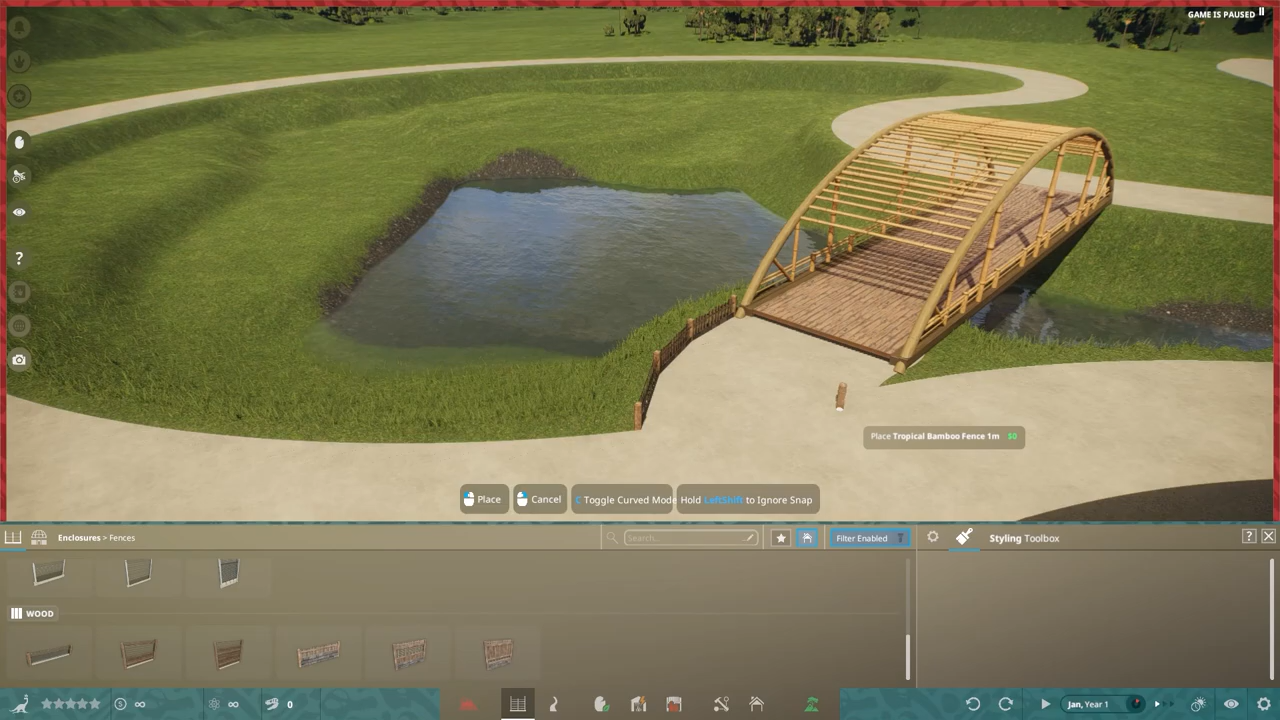 GAME IS PAUSED
?
Place Tropical Bamboo Fence 1m $0
Place
Cancel
C Toggle Curved Mode
Hold LeftShift to Ignore Snap
Enclosures > Fences
Search...
Filter Enabled
Styling Toolbox
?
WOOD
$ ∞
∞
0
Jan, Year 1